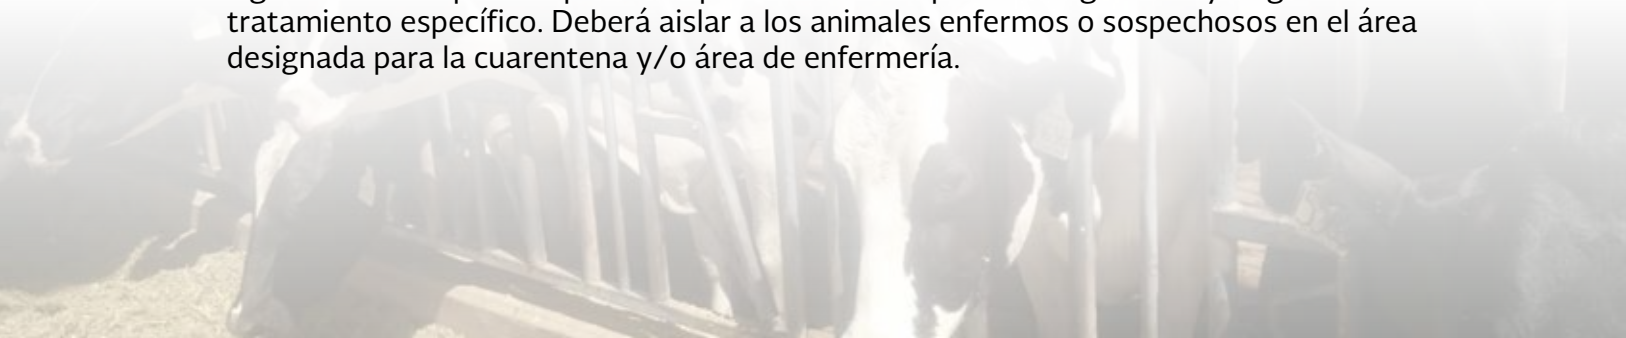 tratamiento específico. Deberá aislar a los animales enfermos o sospechosos en el área
designada para la cuarentena y/o área de enfermería.